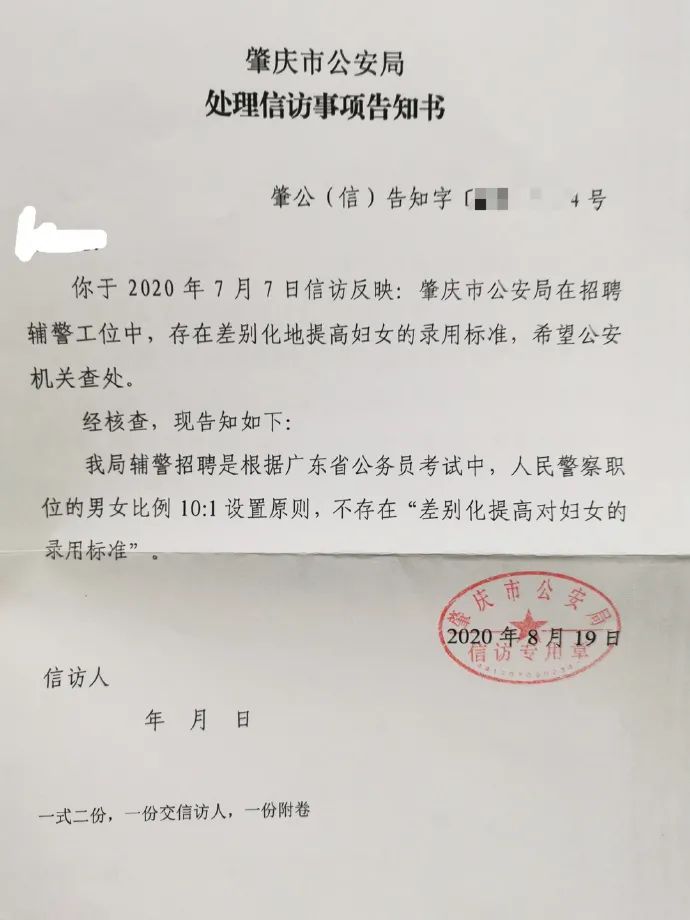 肇庆市公安局
处理信访事项告知书
肇公（信）告知字〔 4 号
你于 2020 年 7 月 7 日信访反映：肇庆市公安局在招聘
辅警工位中，存在差别化地提高妇女的录用标准，希望公安
机关查处。
经核查，现告知如下：
我局辅警招聘是根据广东省公务员考试中，人民警察职
位的男女比例 10:1 设置原则，不存在“差别化提高对妇女的
录用标准”。
肇庆市公安局
2020 年 8 月 19 日
信访专用章
信访人
年 月 日
一式二份，一份交信访人，一份附卷